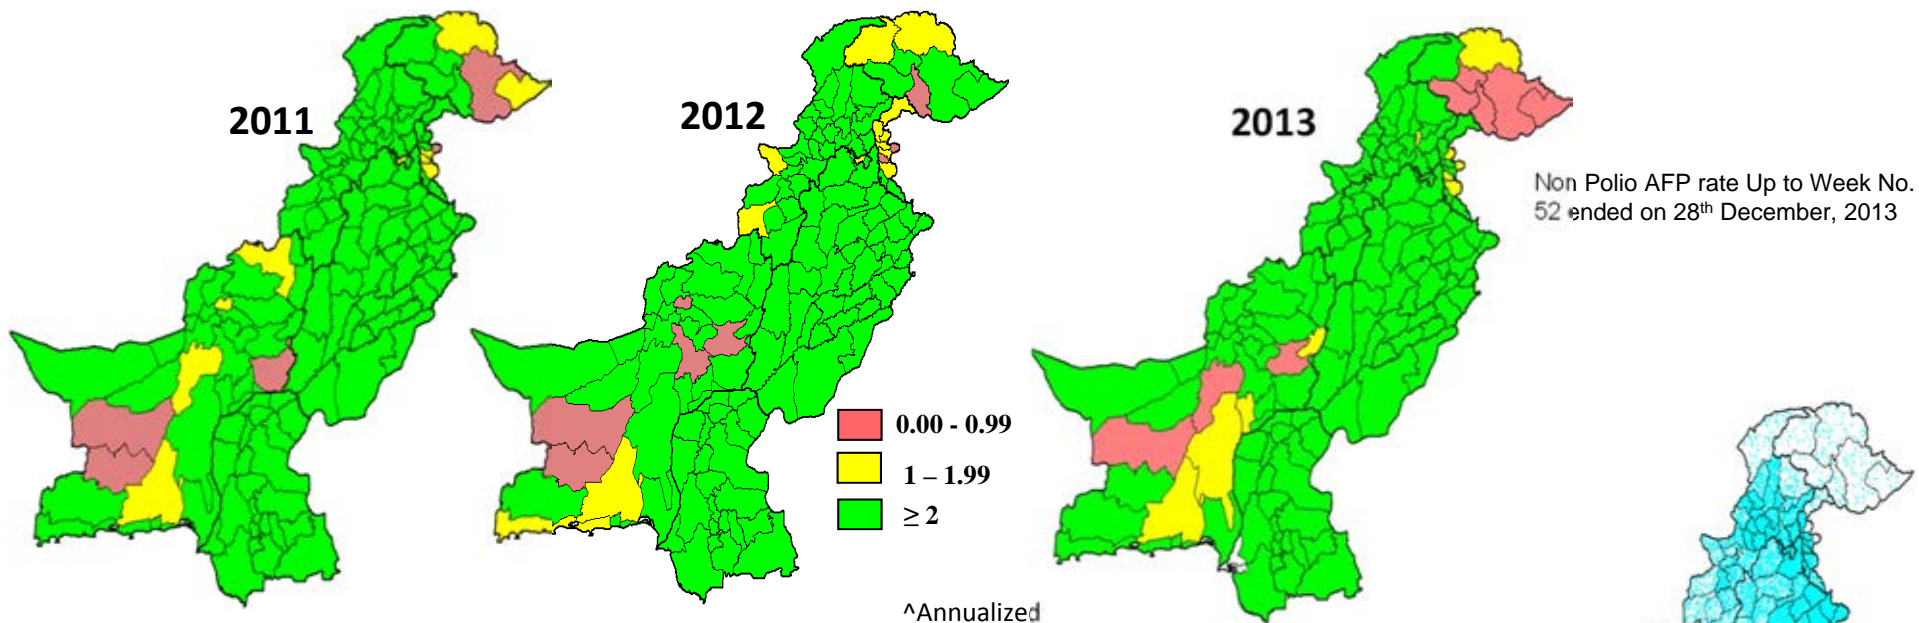 2011
2012
2013
Non Polio AFP rate Up to Week No.
52 ended on 28th December, 2013
0.00 - 0.99
1 – 1.99
≥ 2
^Annualized